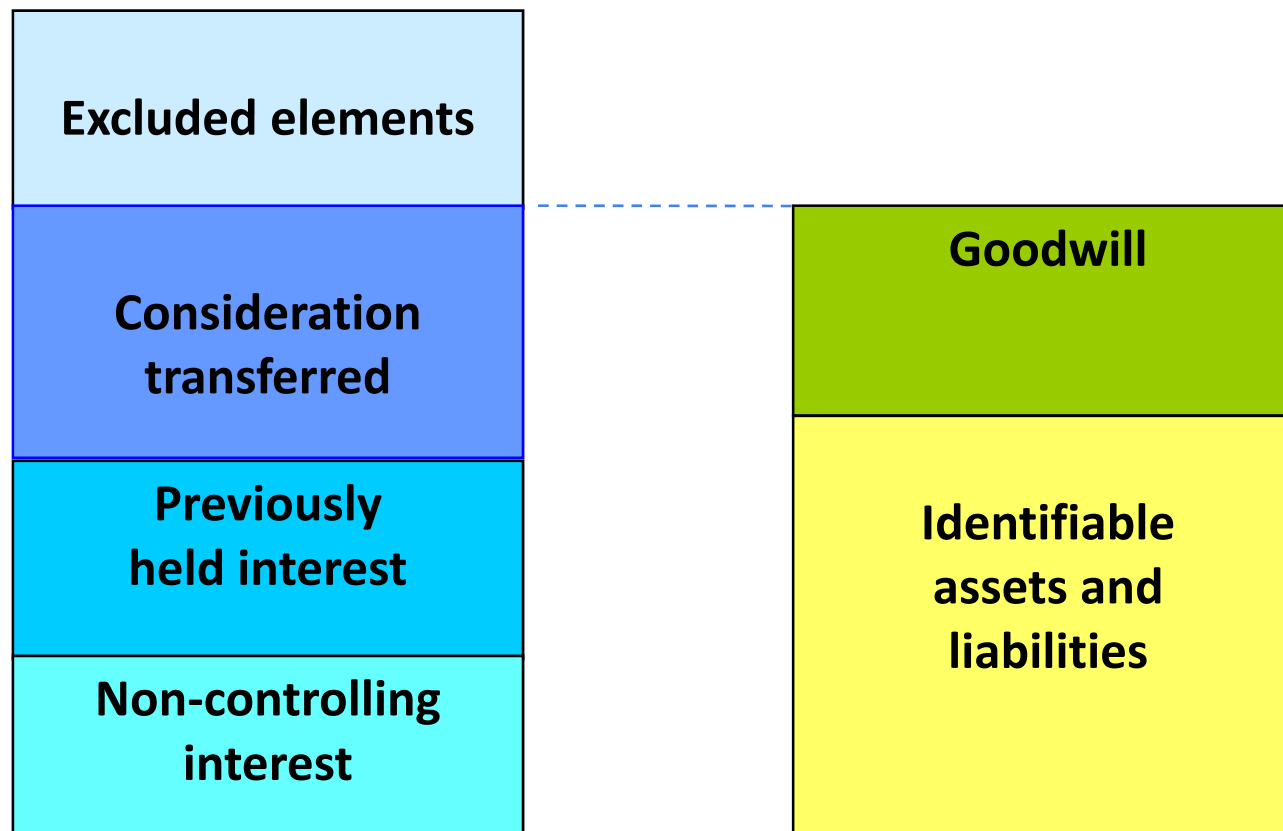 Excluded elements
Consideration
transferred
Previously
held interest
Non-controlling
interest
Goodwill
Identifiable
assets and
liabilities